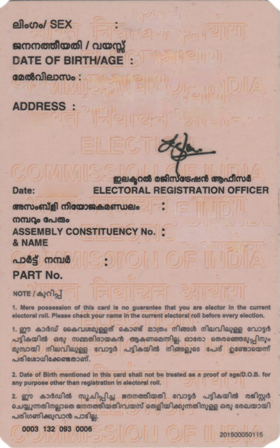 ലിംഗം/ SEX :
ജനനത്തീയതി / വയസ്സ്
DATE OF BIRTH/AGE :
മേൽവിലാസം :
ADDRESS :
ഇലക്ടറൽ രജിസ്ട്രേഷൻ ആഫീസർ
Date: ELECTORAL REGISTRATION OFFICER
അസംബ്ളി നിയോജകമണ്ഡലം :
നമ്പറും പേരും
ASSEMBLY CONSTITUENCY No. :
& NAME
പാർട്ട് നമ്പർ :
PART No.
NOTE / കുറിപ്പ്
1. Mere possession of this card is no guarantee that you are elector in the current
electoral roll. Please check your name in the current electoral roll before every election.
1. ഈ കാർഡ് കൈവശമുള്ളത് കൊണ്ട് മാത്രം നിങ്ങൾ നിലവിലുള്ള വോട്ടർ
പട്ടികയിൽ ഒരു സമ്മതിദായകൻ ആകണമെന്നില്ല. ഓരോ തെരഞ്ഞെടുപ്പിനും
മുമ്പായി നിലവിലുള്ള വോട്ടർ പട്ടികയിൽ നിങ്ങളുടെ പേര് ഉണ്ടോയെന്ന്
പരിശോധിക്കേണ്ടതാണ്.
2. Date of Birth mentioned in this card shall not be treated as a proof of age/D.O.B. for
any purpose other than registration in electoral roll.
2. ഈ കാർഡിൽ സൂചിപ്പിച്ച ജനനത്തീയതി വോട്ടർ പട്ടികയിൽ രജിസ്റ്റർ
ചെയ്യുന്നതിനല്ലാതെ ജനനത്തീയതി/വയസ് തെളിയിക്കുന്നതിനുള്ള ഒരു രേഖയായി
പരിഗണിക്കുവാൻ പാടില്ല.
0003 132 093 0006 201500050115